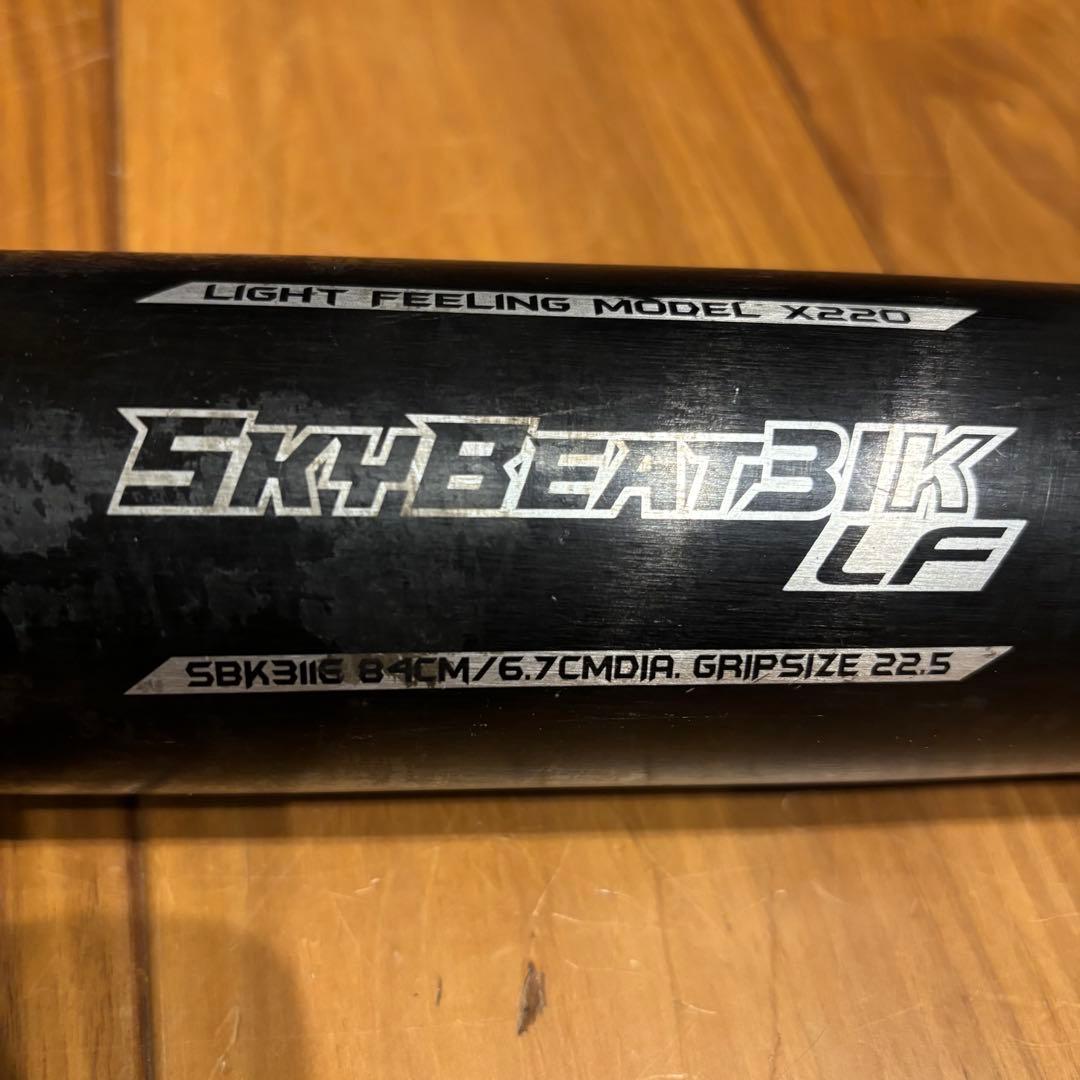 LIGHT FEELING MODEL X220
SKYBEAT31K
LF
SBK3116 84CM/6.7CMDIA. GRIPSIZE 22.5